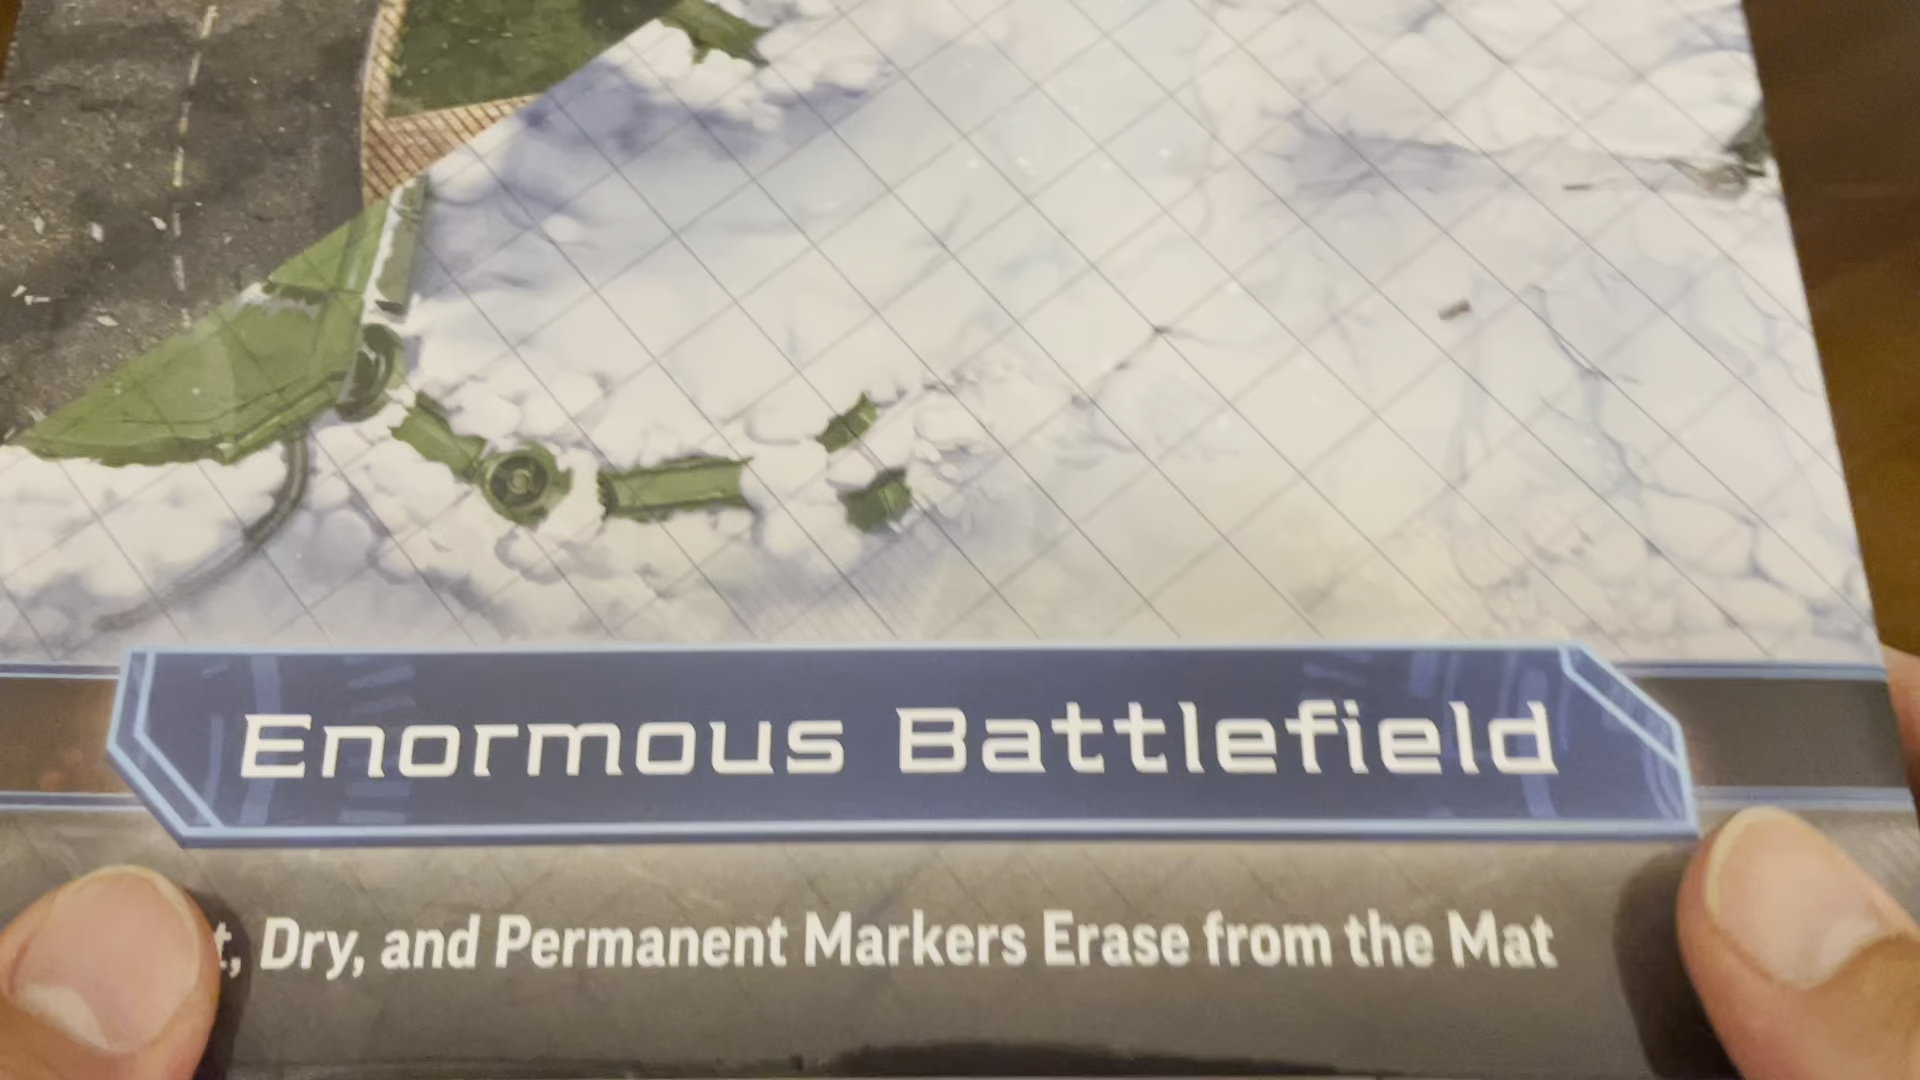 Enormous Battlefield
t, Dry, and Permanent Markers Erase from the Mat